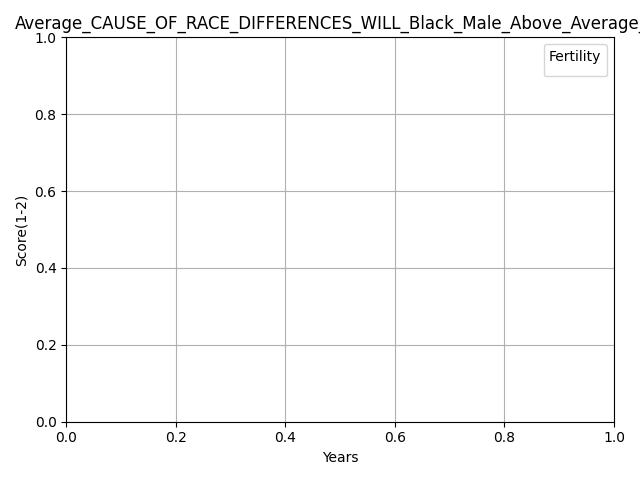 Average_CAUSE_OF_RACE_DIFFERENCES_WILL_Black_Male_Above_Average_
Fertility
1.0
0.8
0.6
0.4
0.2
0.0
Score(1-2)
0.0 0.2 0.4 0.6 0.8 1.0
Years